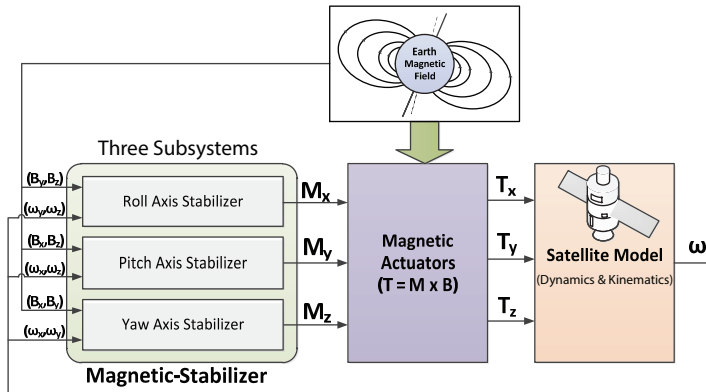 Earth
Magnetic
Field
Three Subsystems
(By,Bz)
Roll Axis Stabilizer
Mx
Tx
(ωy,ωz)
(Bx,Bz)
Pitch Axis Stabilizer
My
Magnetic
Actuators
(T = M x B)
Ty
Satellite Model
(Dynamics & Kinematics)
ω
(ωx,ωz)
(Bx,By)
Yaw Axis Stabilizer
Mz
Tz
(ωx,ωy)
Magnetic-Stabilizer